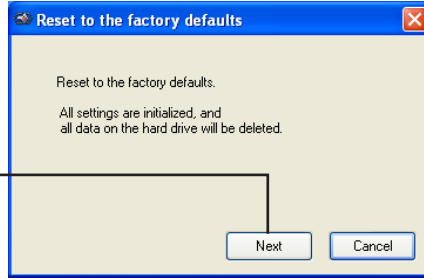 Reset to the factory defaults
Reset to the factory defaults.
All settings are initialized, and
all data on the hard drive will be deleted.
Next
Cancel